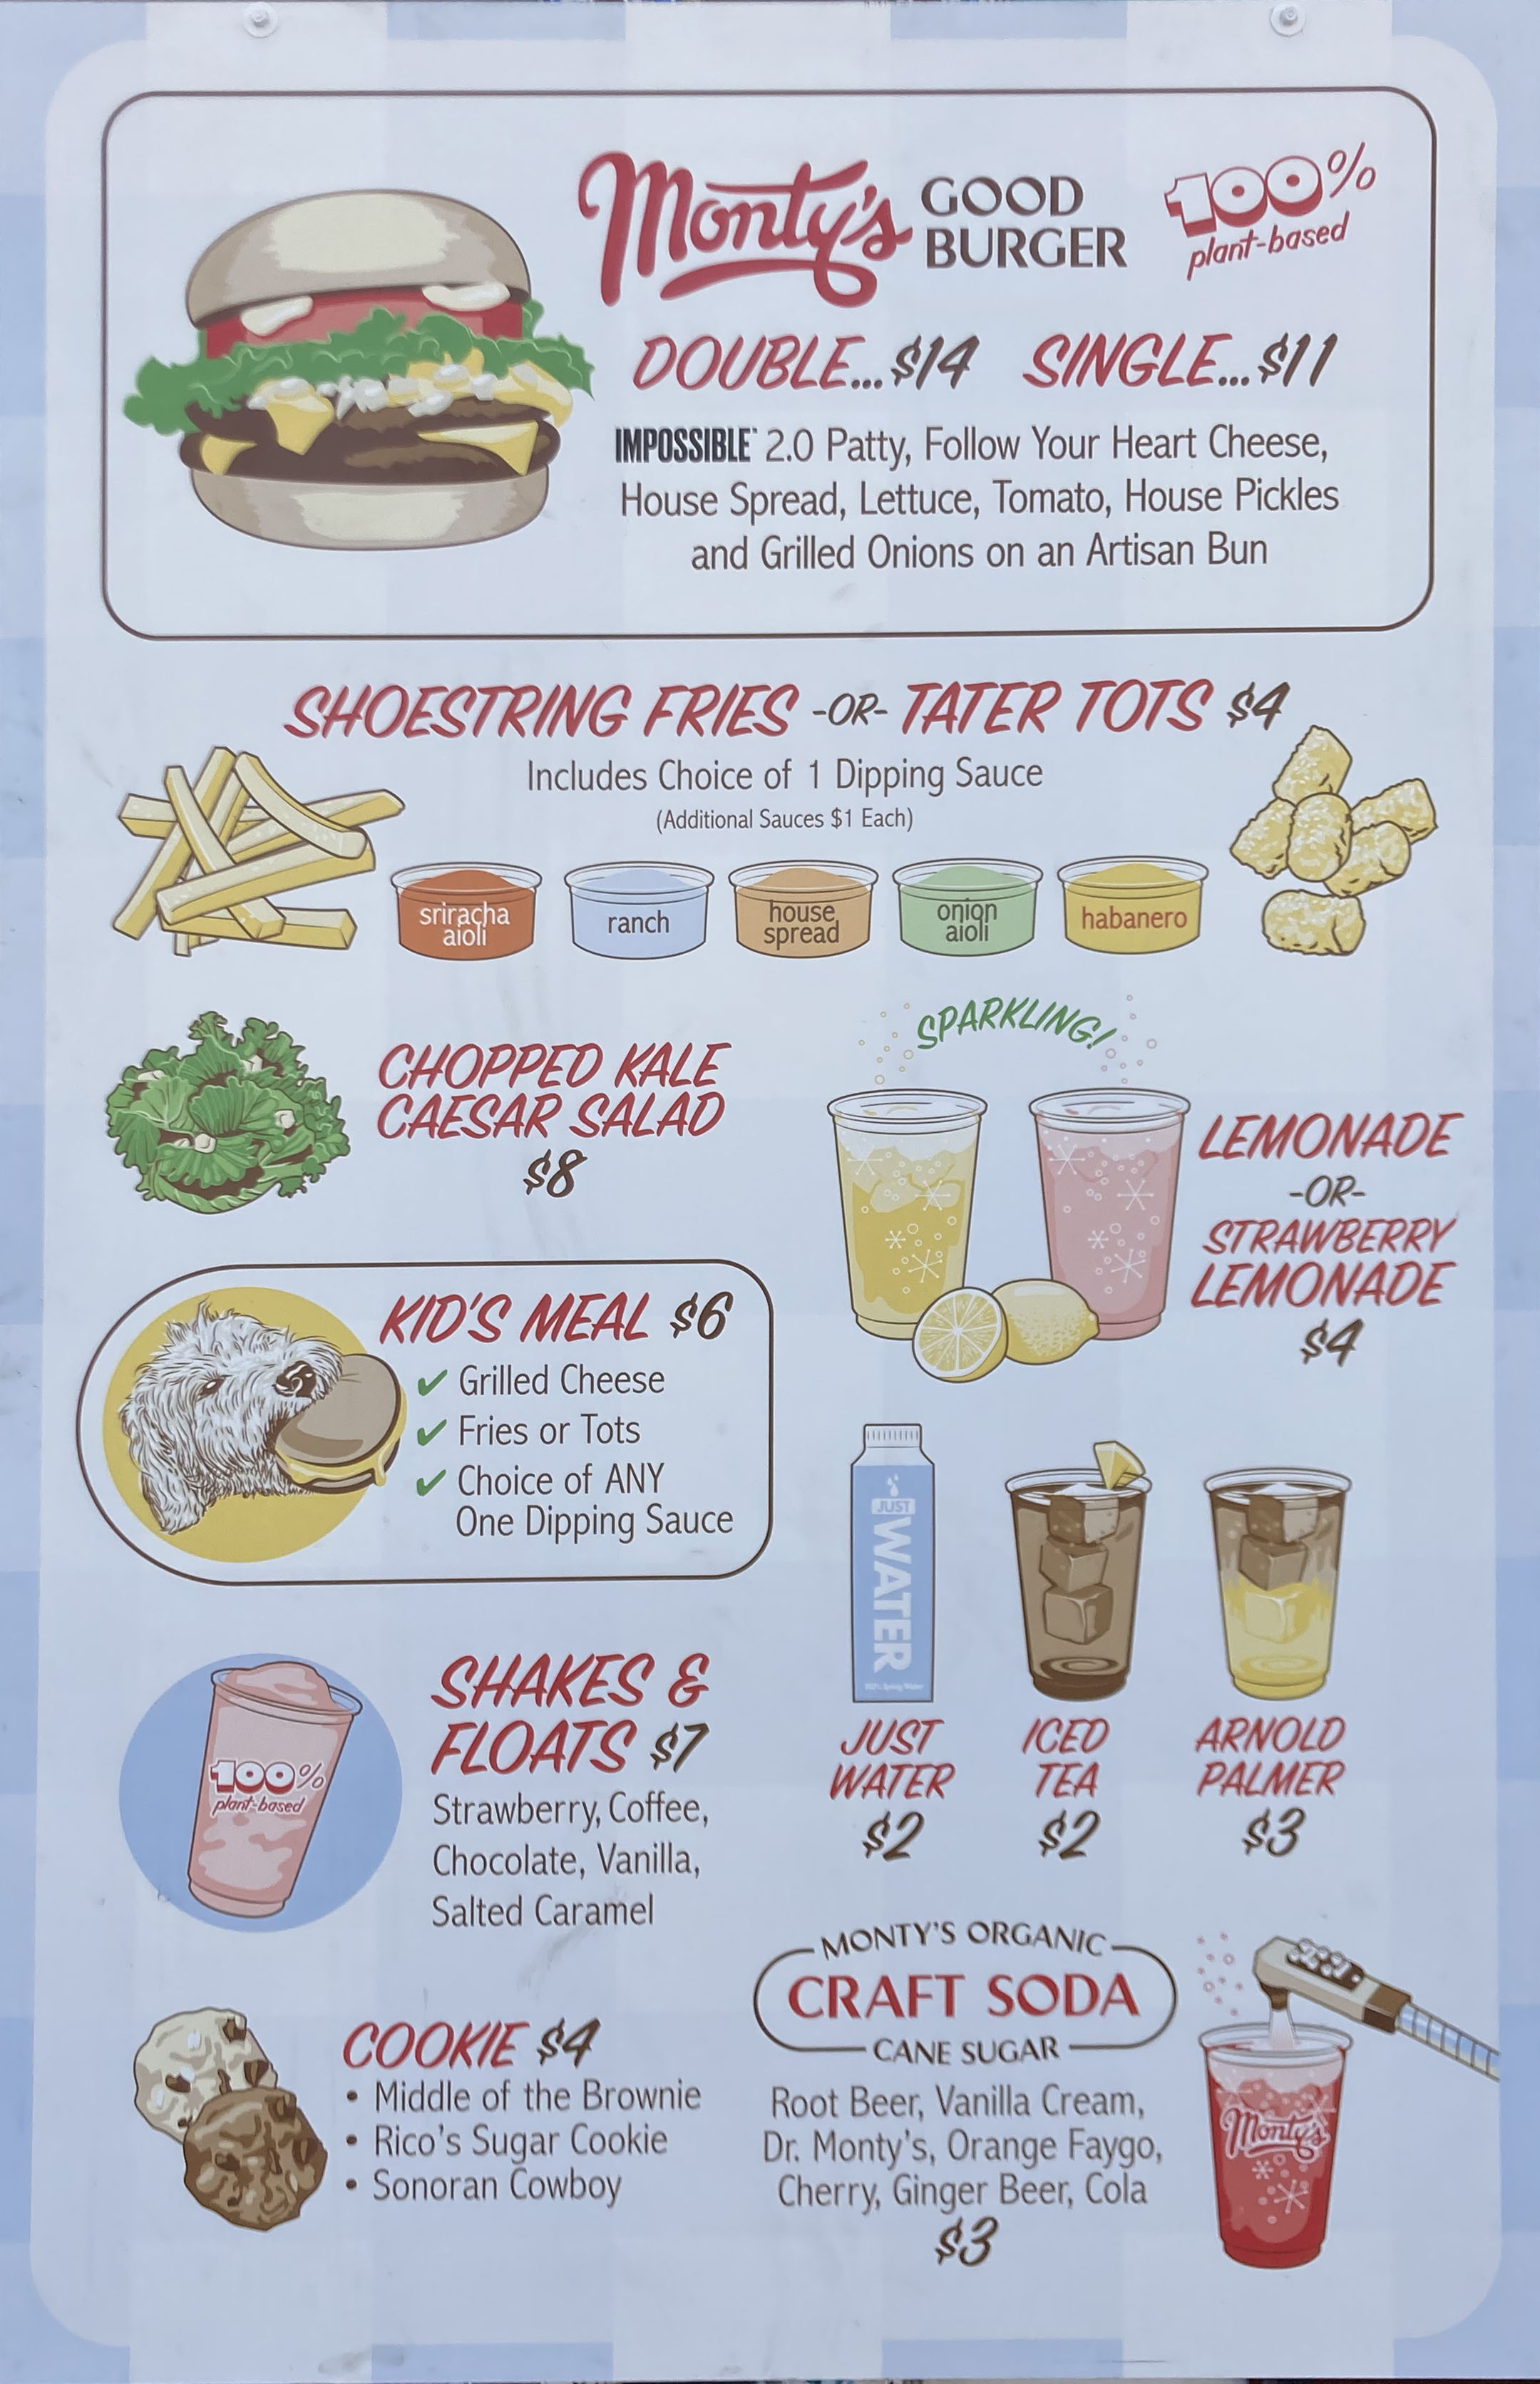 Monty's GOOD BURGER
100% plant-based
DOUBLE...$14 SINGLE...$11
IMPOSSIBLE™ 2.0 Patty, Follow Your Heart Cheese,
House Spread, Lettuce, Tomato, House Pickles
and Grilled Onions on an Artisan Bun
SHOESTRING FRIES -OR- TATER TOTS $4
Includes Choice of 1 Dipping Sauce
(Additional Sauces $1 Each)
sriracha
aioli
ranch
house
spread
onion
aioli
habanero
CHOPPED KALE
CAESAR SALAD
$8
SPARKLING!
LEMONADE
-OR-
STRAWBERRY
LEMONADE
$4
KID'S MEAL $6
✔ Grilled Cheese
✔ Fries or Tots
✔ Choice of ANY
One Dipping Sauce
JUST
WATER
100% Spring Water
JUST
WATER
$2
ICED
TEA
$2
ARNOLD
PALMER
$3
100%
plant-based
SHAKES &
FLOATS $7
Strawberry, Coffee,
Chocolate, Vanilla,
Salted Caramel
COOKIE $4
• Middle of the Brownie
• Rico's Sugar Cookie
• Sonoran Cowboy
MONTY'S ORGANIC
CRAFT SODA
CANE SUGAR
Root Beer, Vanilla Cream,
Dr. Monty's, Orange Faygo,
Cherry, Ginger Beer, Cola
$3
Monty's